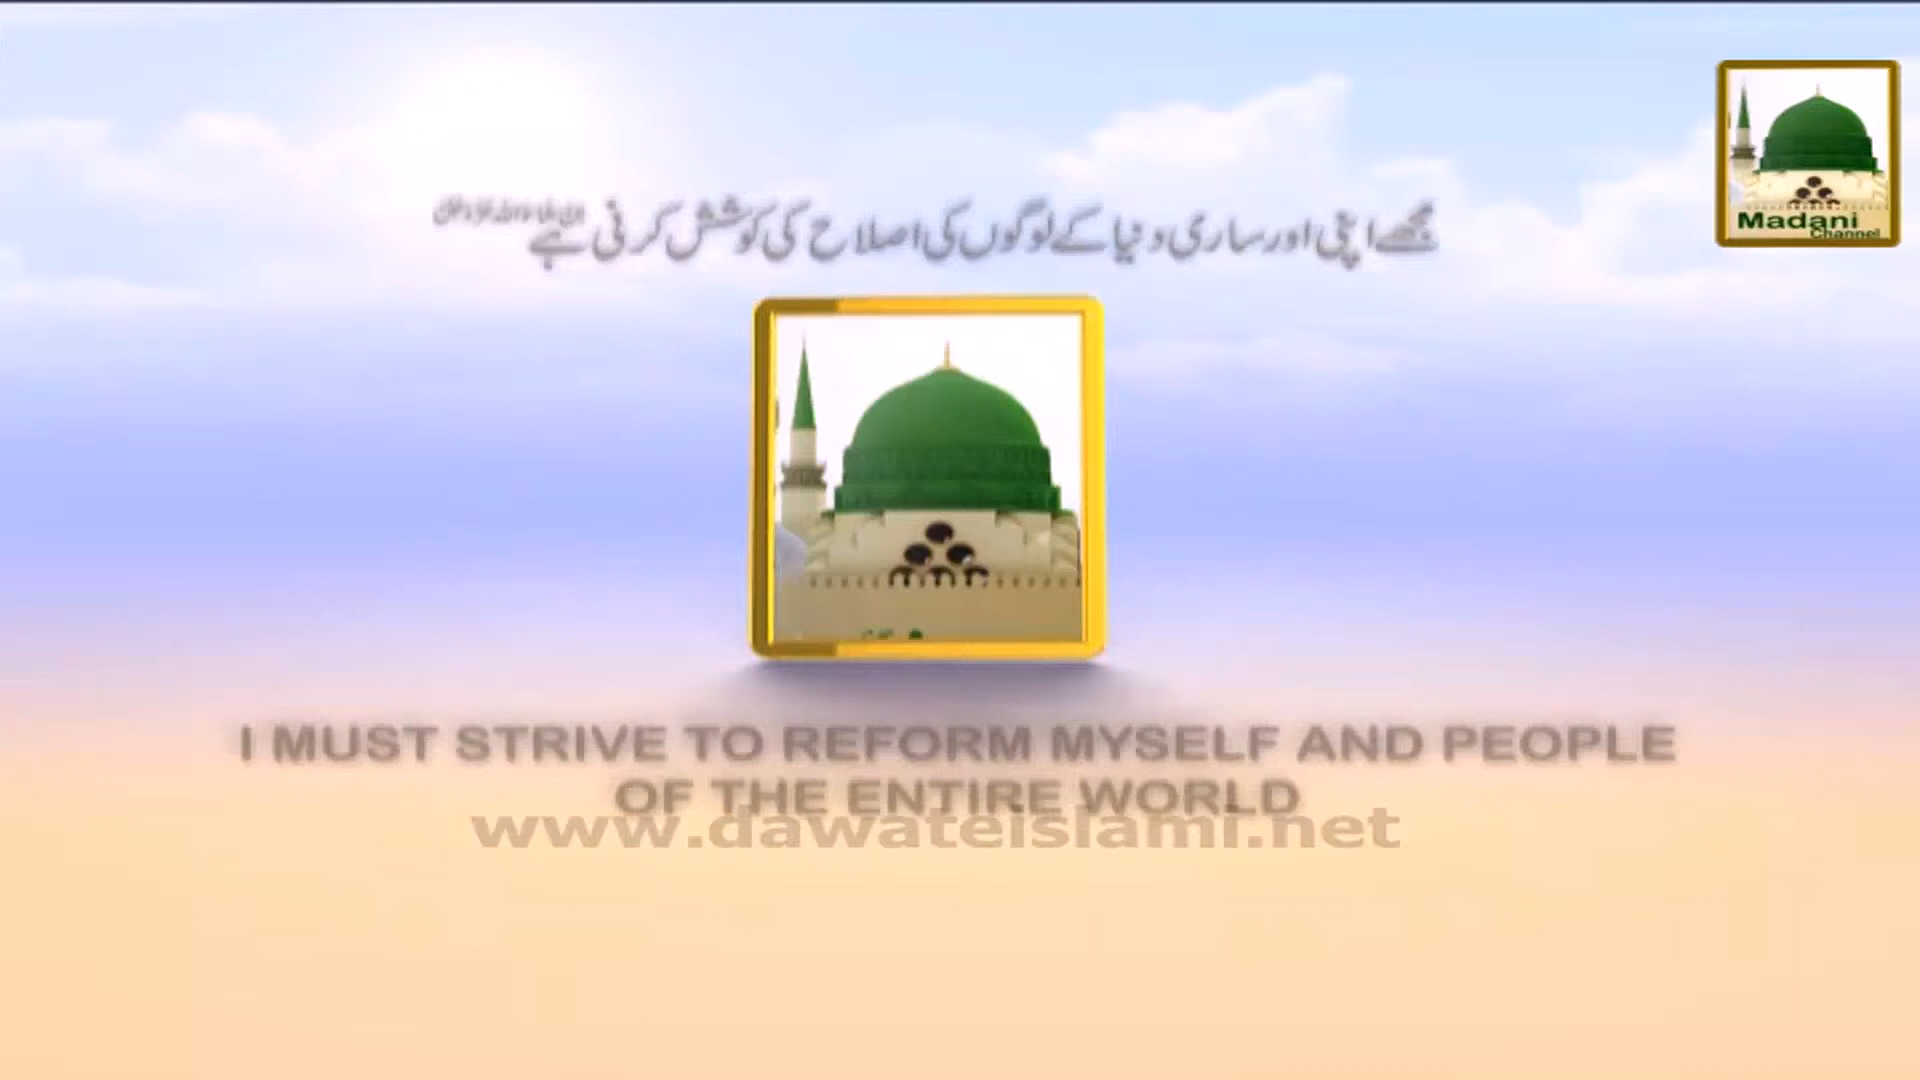 مجھے اپنی اور ساری دنیا کے لوگوں کی اصلاح کی کوشش کرنی ہے
Madani
Channel
I MUST STRIVE TO REFORM MYSELF AND PEOPLE
OF THE ENTIRE WORLD
www.dawateislami.net